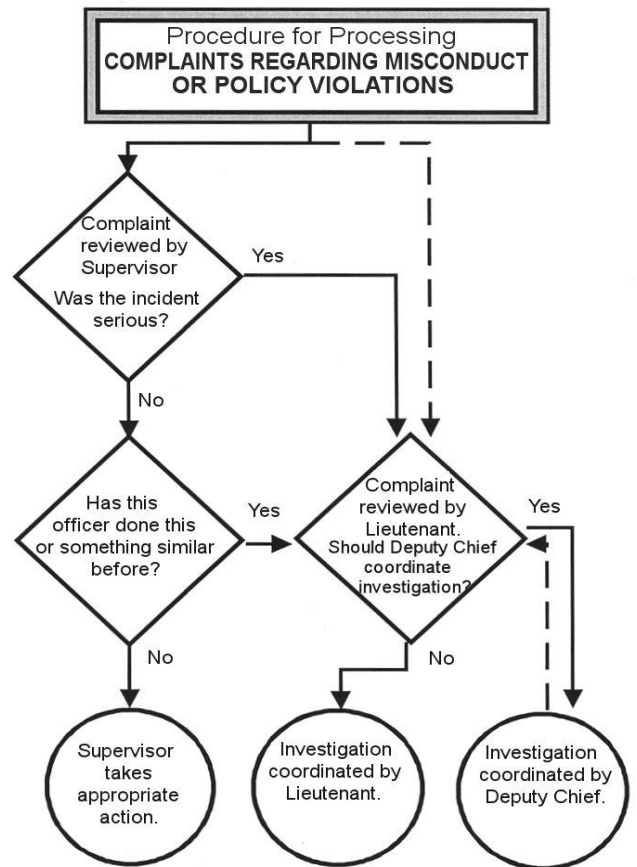 Procedure for Processing
COMPLAINTS REGARDING MISCONDUCT
OR POLICY VIOLATIONS
Complaint
reviewed by
Supervisor
Was the incident
serious?
Yes
No
Has this
officer done this
or something similar
before?
Yes
No
Complaint
reviewed by
Lieutenant.
Should Deputy Chief
coordinate
investigation?
Yes
No
Supervisor
takes
appropriate
action.
Investigation
coordinated by
Lieutenant.
Investigation
coordinated by
Deputy Chief.